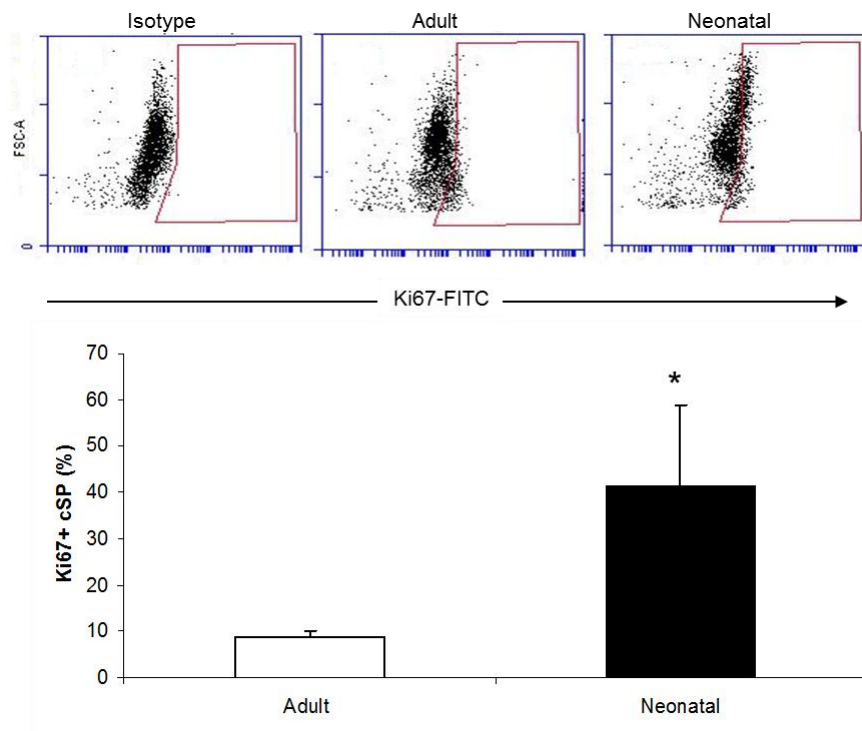 Isotype Adult Neonatal
FSC-A
0
Ki67-FITC
70
60
50
40
30
20
10
0
Ki67+ cSP (%)
*
Adult Neonatal